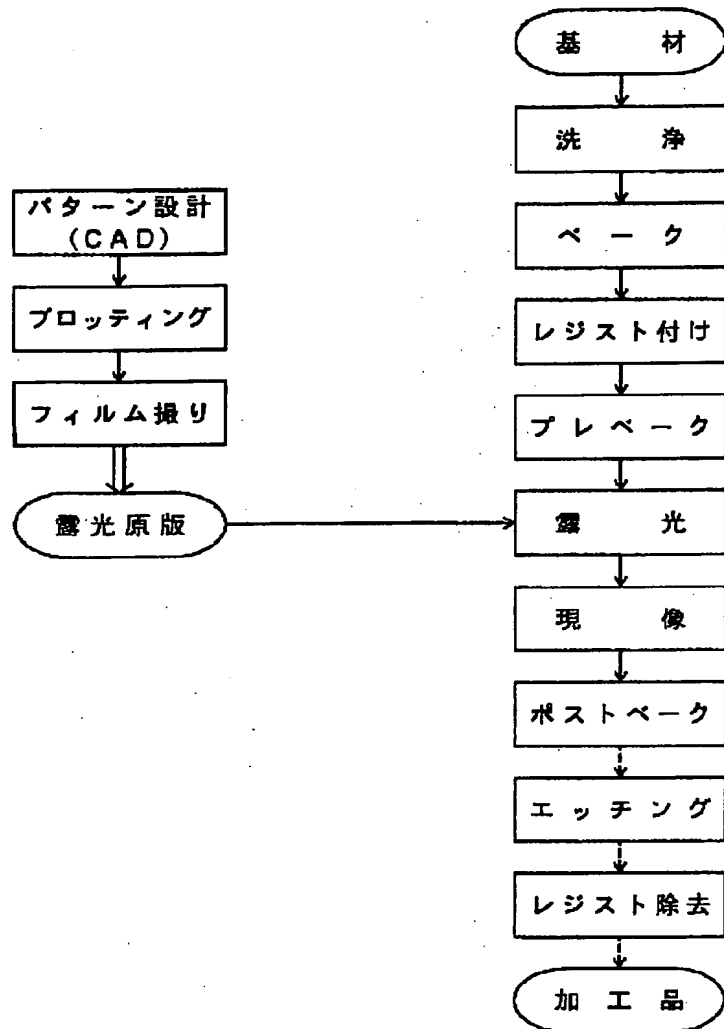 パターン設計
(CAD)
プロッティング
フィルム撮り
露光原版
基材
洗浄
ベーク
レジスト付け
プレベーク
露光
現像
ポストベーク
エッチング
レジスト除去
加工品